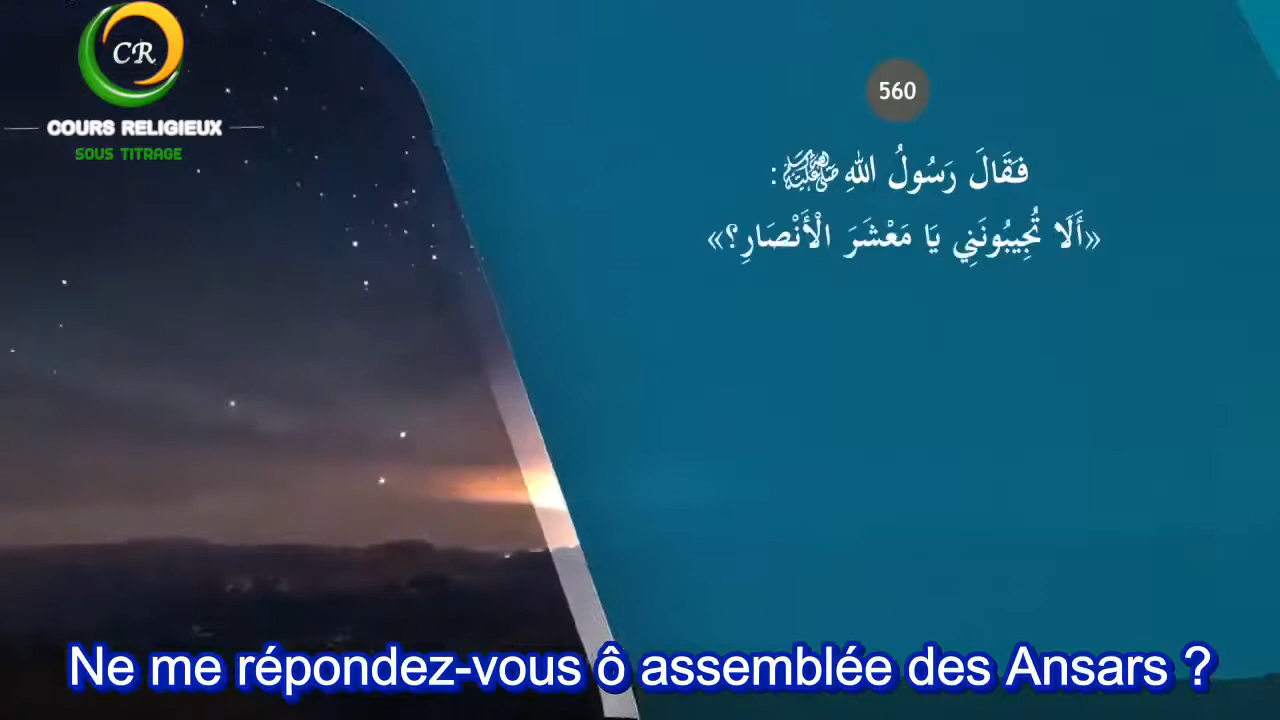 CR
COURS RELIGIEUX
SOUS TITRAGE
560
فَقَالَ رَسُولُ اللهِ ﷺ:
«أَلَا تُجِيبُونَنِي يَا مَعْشَرَ الْأَنْصَارِ؟»
Ne me répondez-vous ô assemblée des Ansars ?